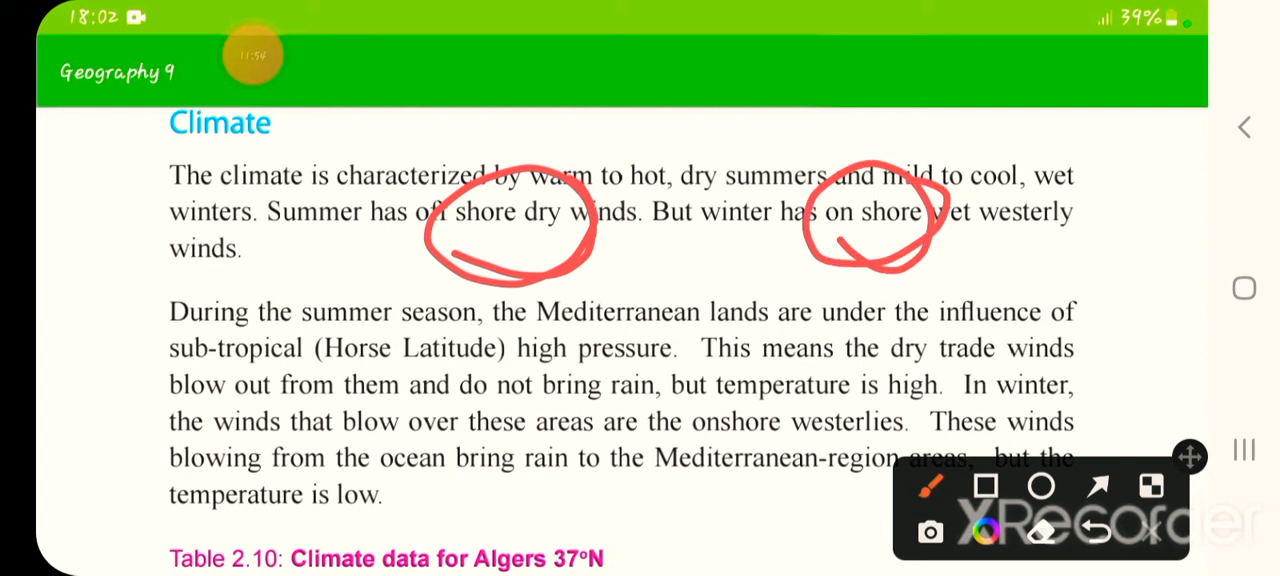 18:02
39%
11:54
Geography 9
Climate
The climate is characterized by warm to hot, dry summers and mild to cool, wet
winters. Summer has off shore dry winds. But winter has on shore wet westerly
winds.
During the summer season, the Mediterranean lands are under the influence of
sub-tropical (Horse Latitude) high pressure. This means the dry trade winds
blow out from them and do not bring rain, but temperature is high. In winter,
the winds that blow over these areas are the onshore westerlies. These winds
blowing from the ocean bring rain to the Mediterranean-region areas, but the
temperature is low.
XRecorder
Table 2.10: Climate data for Algers 37°N